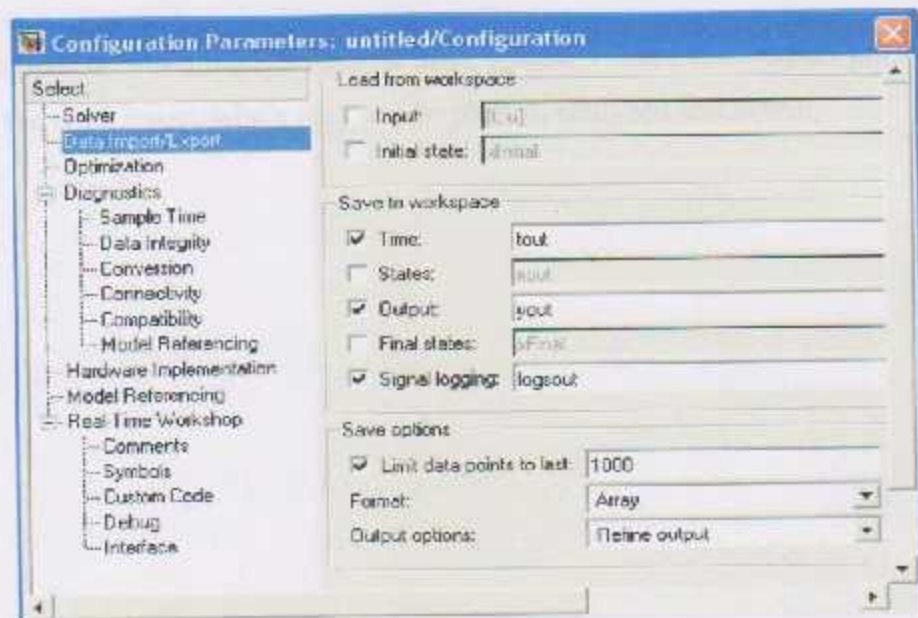 Configuration Parameters: untitled/Configuration
Select:
Solver
Data Import/Export
Optimization
Diagnostics
Sample Time
Data Integrity
Conversion
Connectivity
Compatibility
Model Referencing
Hardware Implementation
Model Referencing
Real-Time Workshop
Comments
Symbols
Custom Code
Debug
Interface
Load from workspace
Input: [t, u]
Initial state: xInitial
Save to workspace
Time: tout
States: xout
Output: yout
Final states: xFinal
Signal logging: logsout
Save options
Limit data points to last: 1000
Format: Array
Output options: Refine output